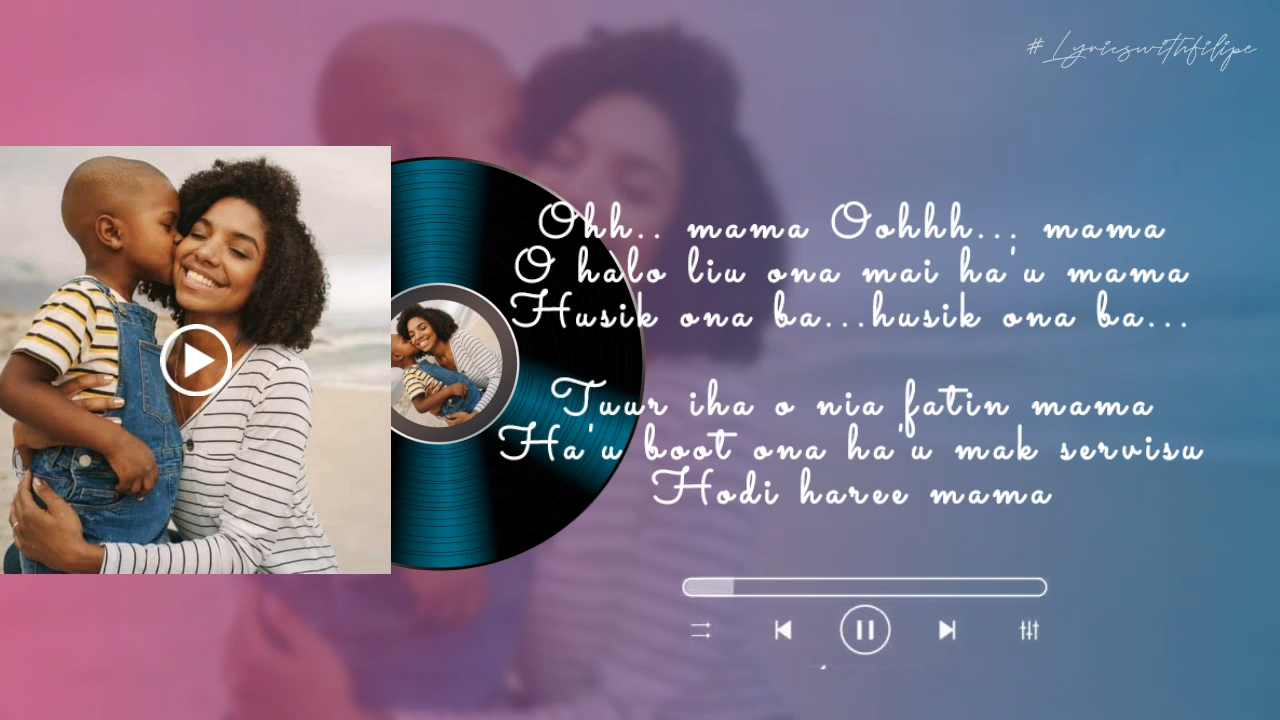 # Lyricswithfilipe
Ohh.. mama Oohhh... mama
O halo liu ona mai ha'u mama
Husik ona ba...husik ona ba...
Tuur iha o nia fatin mama
Ha'u boot ona ha'u mak servisu
Hodi haree mama